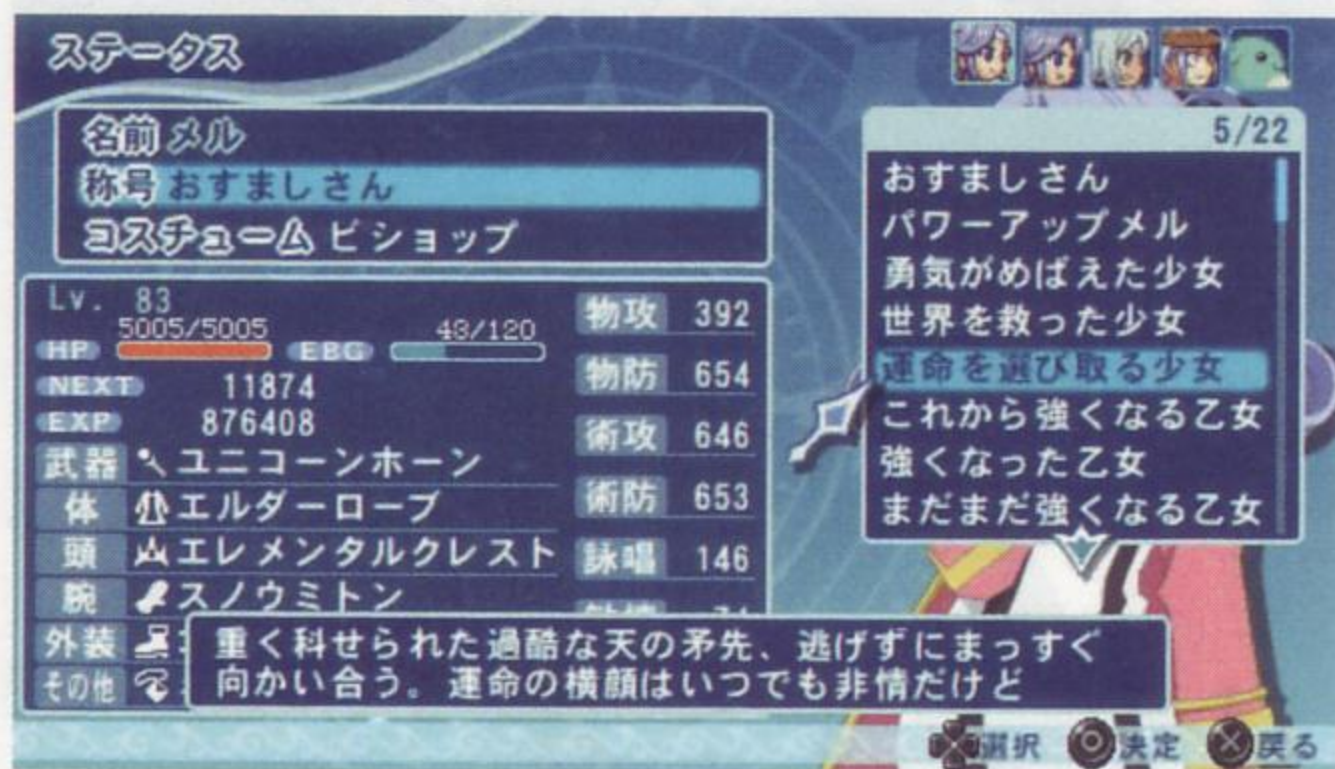 ステータス
名前 メル
称号 おすましさん
コスチューム ビショップ
Lv. 83
HP 5005/5005 EBG 48/120
NEXT 11874
EXP 876408
武器 ユニコーンホーン
体 エルダーローブ
頭 エレメンタルクレスト
腕 スノウミトン
外装
その他
物攻 392
物防 654
術攻 646
術防 653
詠唱 146
5/22
おすましさん
パワーアップメル
勇気がめばえた少女
世界を救った少女
運命を選び取る少女
これから強くなる乙女
強くなった乙女
まだまだ強くなる乙女
重く科せられた過酷な天の矛先、逃げずにまっすぐ
向かい合う。運命の横顔はいつでも非情だけど
選択 決定 戻る